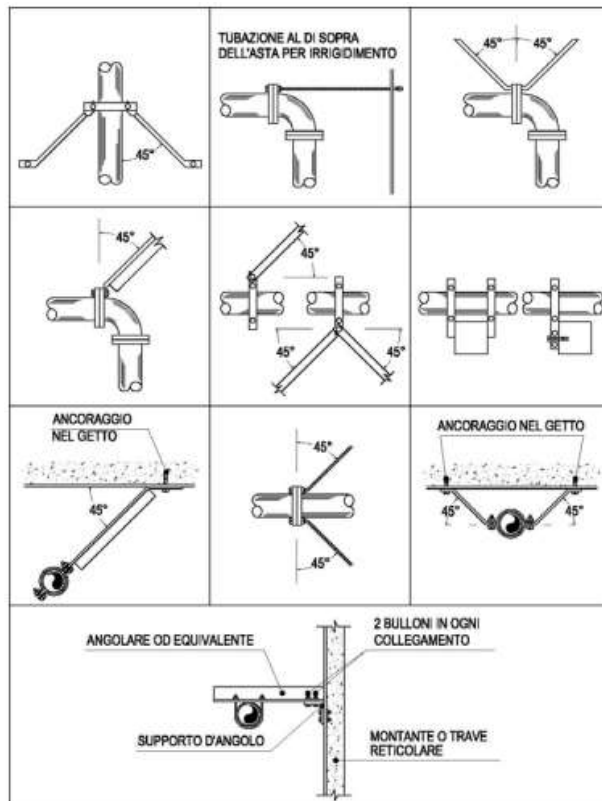 TUBAZIONE AL DI SOPRA
DELL'ASTA PER IRRIGIDIMENTO
45°
45°
45°
45°
45°
45°
45°
ANCORAGGIO
NEL GETTO
45°
45°
45°
ANCORAGGIO NEL GETTO
45°
45°
ANGOLARE OD EQUIVALENTE
2 BULLONI IN OGNI
COLLEGAMENTO
SUPPORTO D'ANGOLO
MONTANTE O TRAVE
RETICOLARE